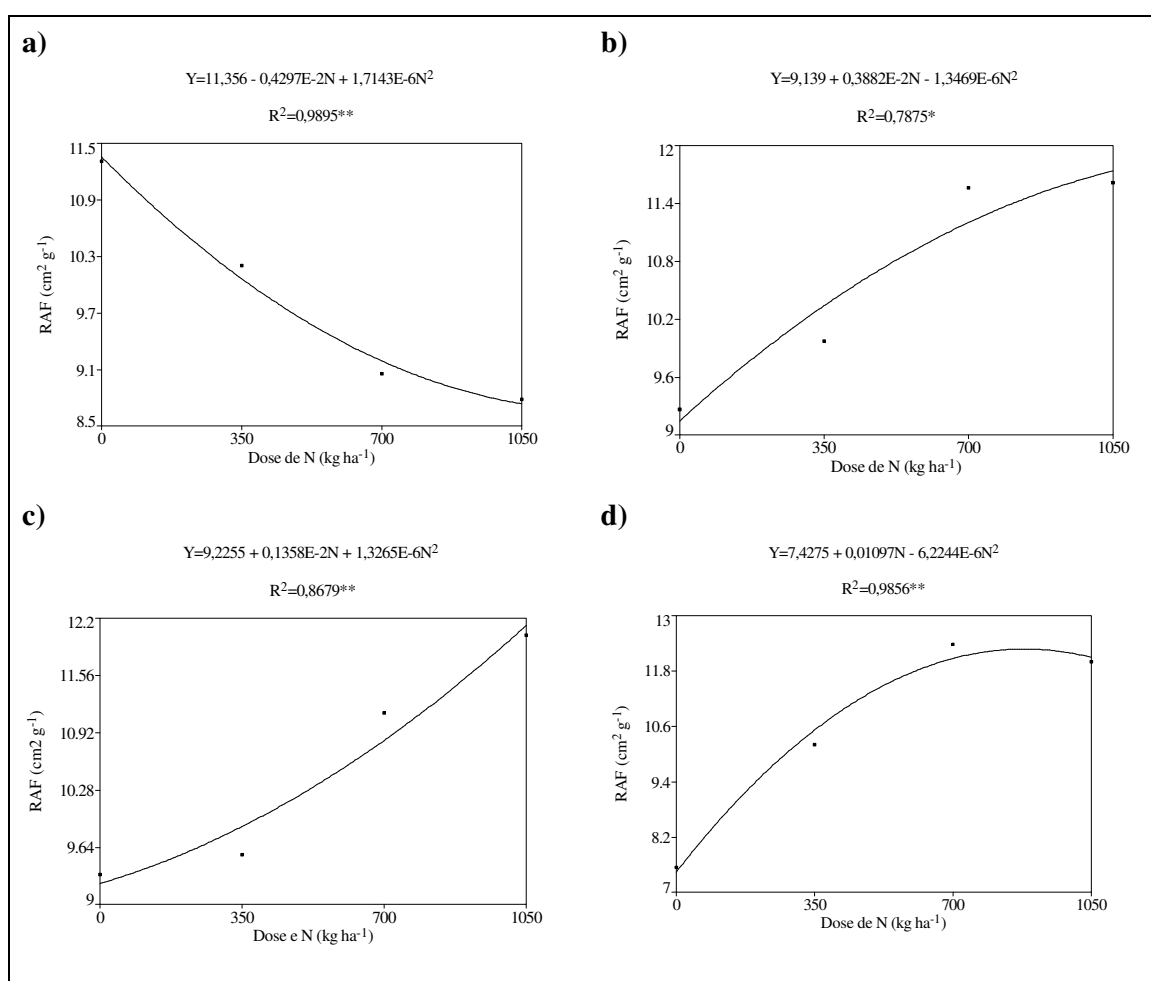 a)
Y=11,356 - 0,4297E-2N + 1,7143E-6N²
R²=0,9895**
11.5
10.9
10.3
9.7
9.1
8.5
RAF (cm² g⁻¹)
0 350 700 1050
Dose de N (kg ha⁻¹)
b)
Y=9,139 + 0,3882E-2N - 1,3469E-6N²
R²=0,7875*
12
11.4
10.8
10.2
9.6
9
RAF (cm² g⁻¹)
0 350 700 1050
Dose de N (kg ha⁻¹)
c)
Y=9,2255 + 0,1358E-2N + 1,3265E-6N²
R²=0,8679**
12.2
11.56
10.92
10.28
9.64
9
RAF (cm2 g⁻¹)
0 350 700 1050
Dose e N (kg ha⁻¹)
d)
Y=7,4275 + 0,01097N - 6,2244E-6N²
R²=0,9856**
13
11.8
10.6
9.4
8.2
7
RAF (cm² g⁻¹)
0 350 700 1050
Dose de N (kg ha⁻¹)